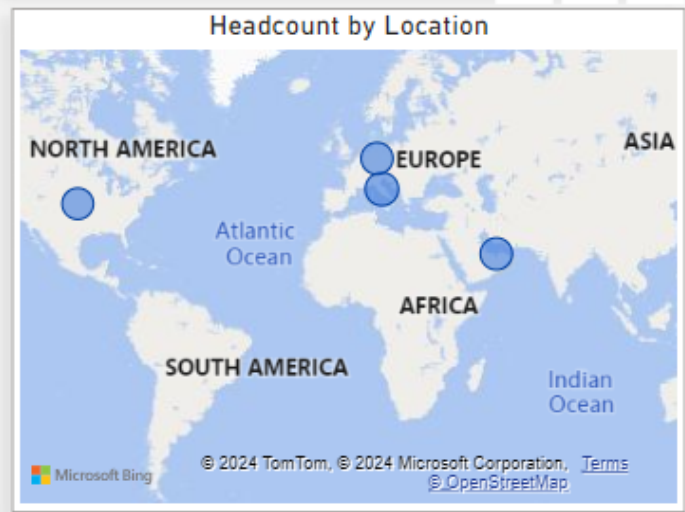 Headcount by Location
NORTH AMERICA
EUROPE
ASIA
Atlantic
Ocean
AFRICA
SOUTH AMERICA
Indian
Ocean
Microsoft Bing
© 2024 TomTom, © 2024 Microsoft Corporation, Terms
© OpenStreetMap